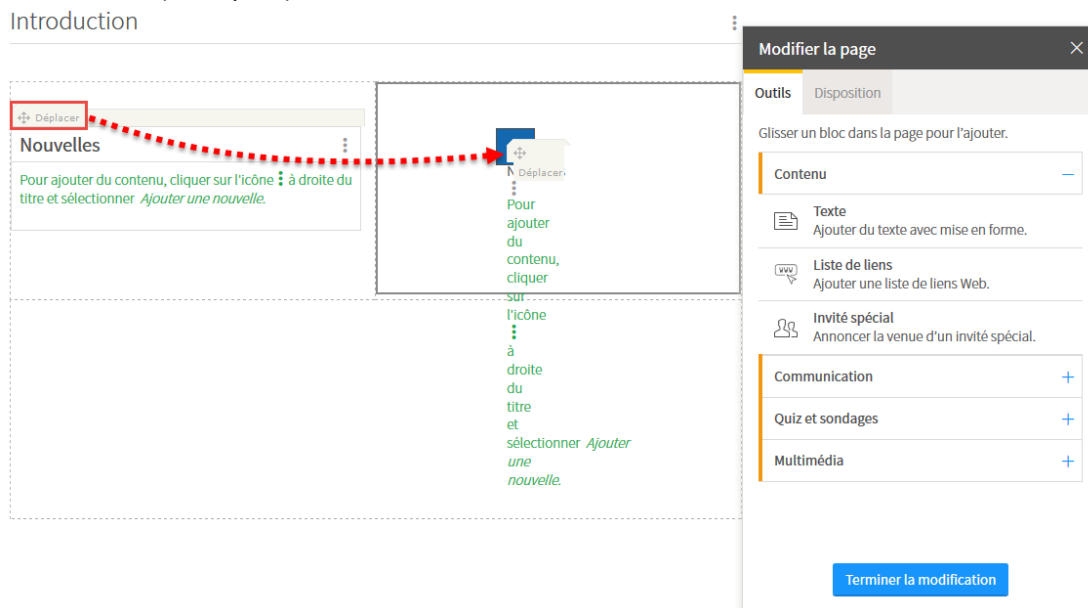 Introduction
Déplacer
Nouvelles
Pour ajouter du contenu, cliquer sur l'icône à droite du
titre et sélectionner Ajouter une nouvelle.
Déplacer
Pour
ajouter
du
contenu,
cliquer
sur
l'icône
à
droite
du
titre
et
sélectionner Ajouter
une
nouvelle.
Modifier la page
Outils Disposition
Glisser un bloc dans la page pour l'ajouter.
Contenu
Texte
Ajouter du texte avec mise en forme.
www
Liste de liens
Ajouter une liste de liens Web.
Invité spécial
Annoncer la venue d'un invité spécial.
Communication
Quiz et sondages
Multimédia
Terminer la modification